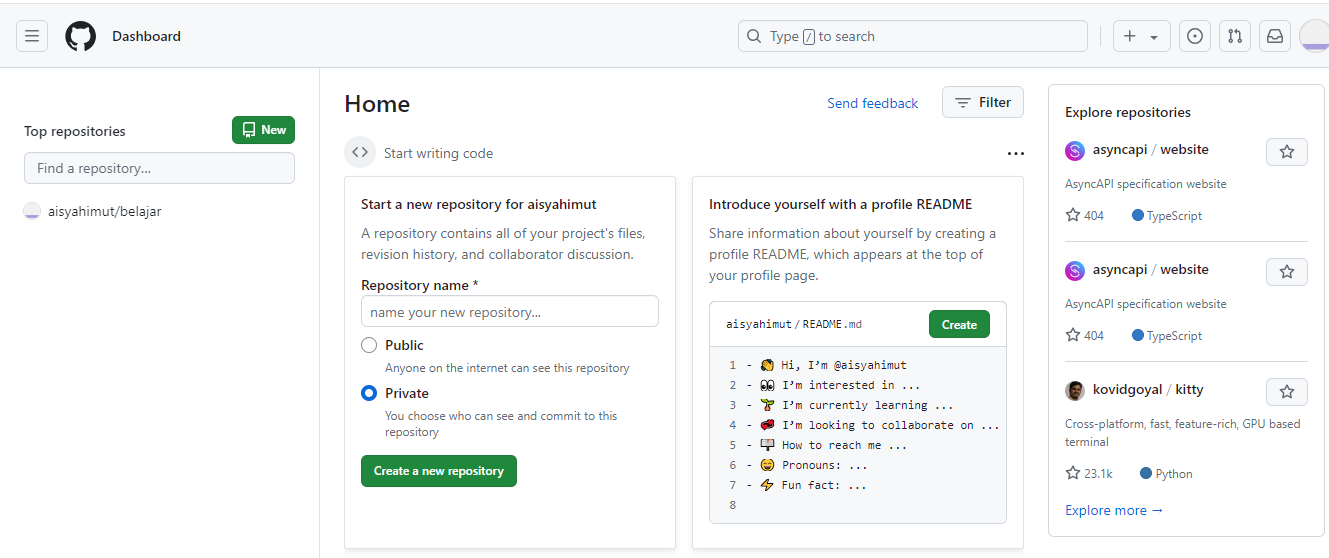 Dashboard
Type / to search
Top repositories
New
Find a repository...
aisyahimut/belajar
Home
Send feedback
Filter
Start writing code
Start a new repository for aisyahimut
A repository contains all of your project's files,
revision history, and collaborator discussion.
Repository name *
name your new repository...
Public
Anyone on the internet can see this repository
Private
You choose who can see and commit to this
repository
Create a new repository
Introduce yourself with a profile README
Share information about yourself by creating a
profile README, which appears at the top of
your profile page.
aisyahimut/README.md
Create
1 - 👋 Hi, I’m @aisyahimut
2 - 👀 I’m interested in ...
3 - 🌱 I’m currently learning ...
4 - 💞️ I’m looking to collaborate on ...
5 - 📫 How to reach me ...
6 - 😄 Pronouns: ...
7 - ⚡ Fun fact: ...
8
Explore repositories
asyncapi / website
AsyncAPI specification website
404 TypeScript
asyncapi / website
AsyncAPI specification website
404 TypeScript
kovidgoyal / kitty
Cross-platform, fast, feature-rich, GPU based
terminal
23.1k Python
Explore more →